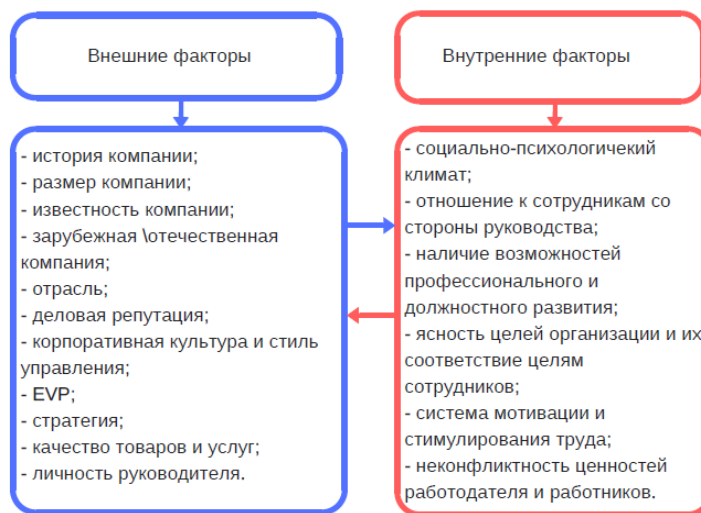 Внешние факторы
- история компании;
- размер компании;
- известность компании;
- зарубежная \отечественная
компания;
- отрасль;
- деловая репутация;
- корпоративная культура и стиль
управления;
- EVP;
- стратегия;
- качество товаров и услуг;
- личность руководителя.
Внутренние факторы
- социально-психологичекий
климат;
- отношение к сотрудникам со
стороны руководства;
- наличие возможностей
профессионального и
должностного развития;
- ясность целей организации и их
соответствие целям
сотрудников;
- система мотивации и
стимулирования труда;
- неконфликтность ценностей
работодателя и работников.